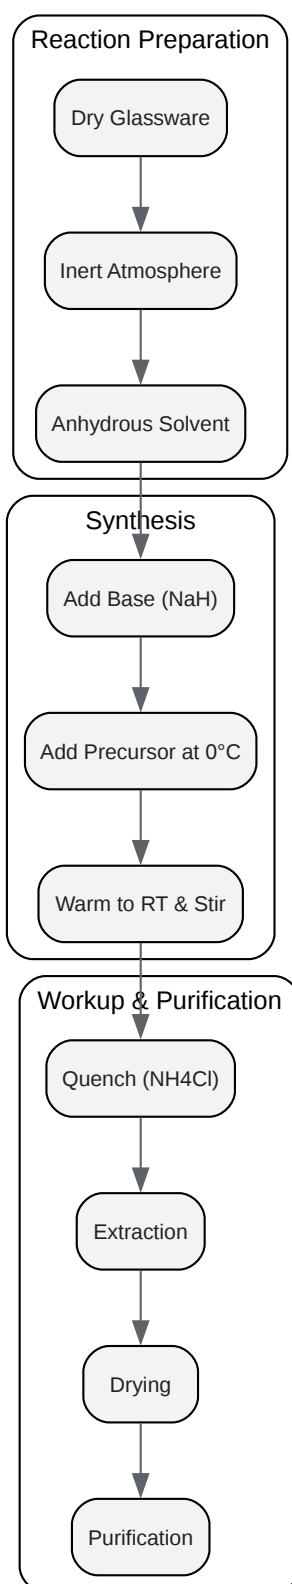 Reaction Preparation
Dry Glassware
Inert Atmosphere
Anhydrous Solvent
Synthesis
Add Base (NaH)
Add Precursor at 0°C
Warm to RT & Stir
Workup & Purification
Quench (NH4Cl)
Extraction
Drying
Purification